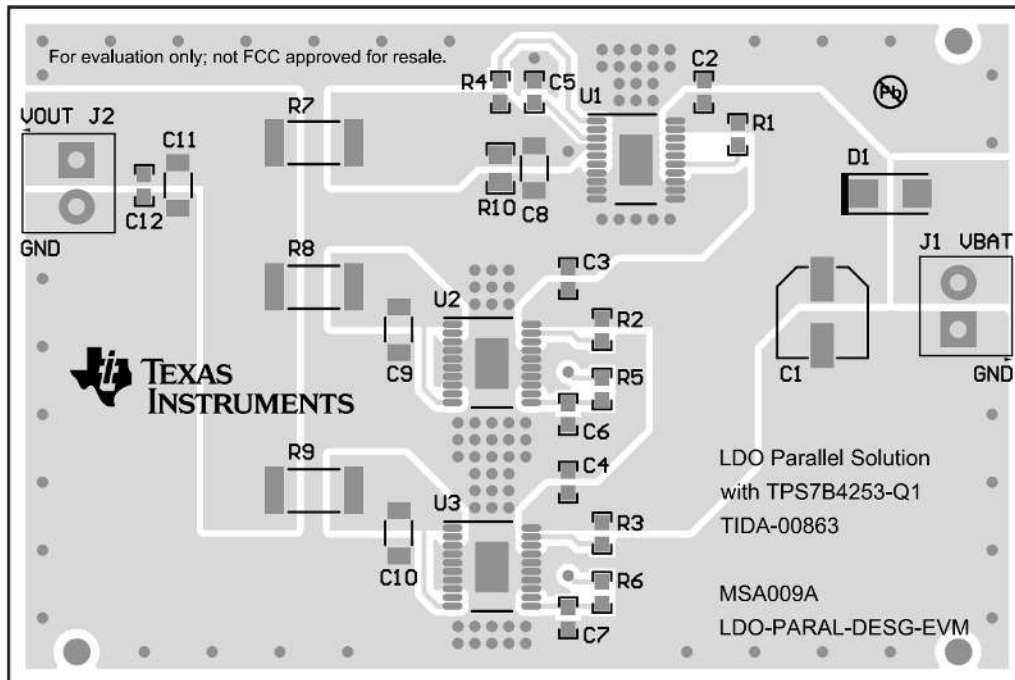 For evaluation only; not FCC approved for resale.
R4
C5
C2
U1
R7
R1
Pb
VOUT J2
C11
D1
C12
R10
C8
GND
J1 VBAT
R8
C3
U2
R2
C9
R5
C1
GND
TEXAS
INSTRUMENTS
C6
R9
C4
LDO Parallel Solution
with TPS7B4253-Q1
TIDA-00863
U3
R3
C10
R6
C7
MSA009A
LDO-PARAL-DESG-EVM